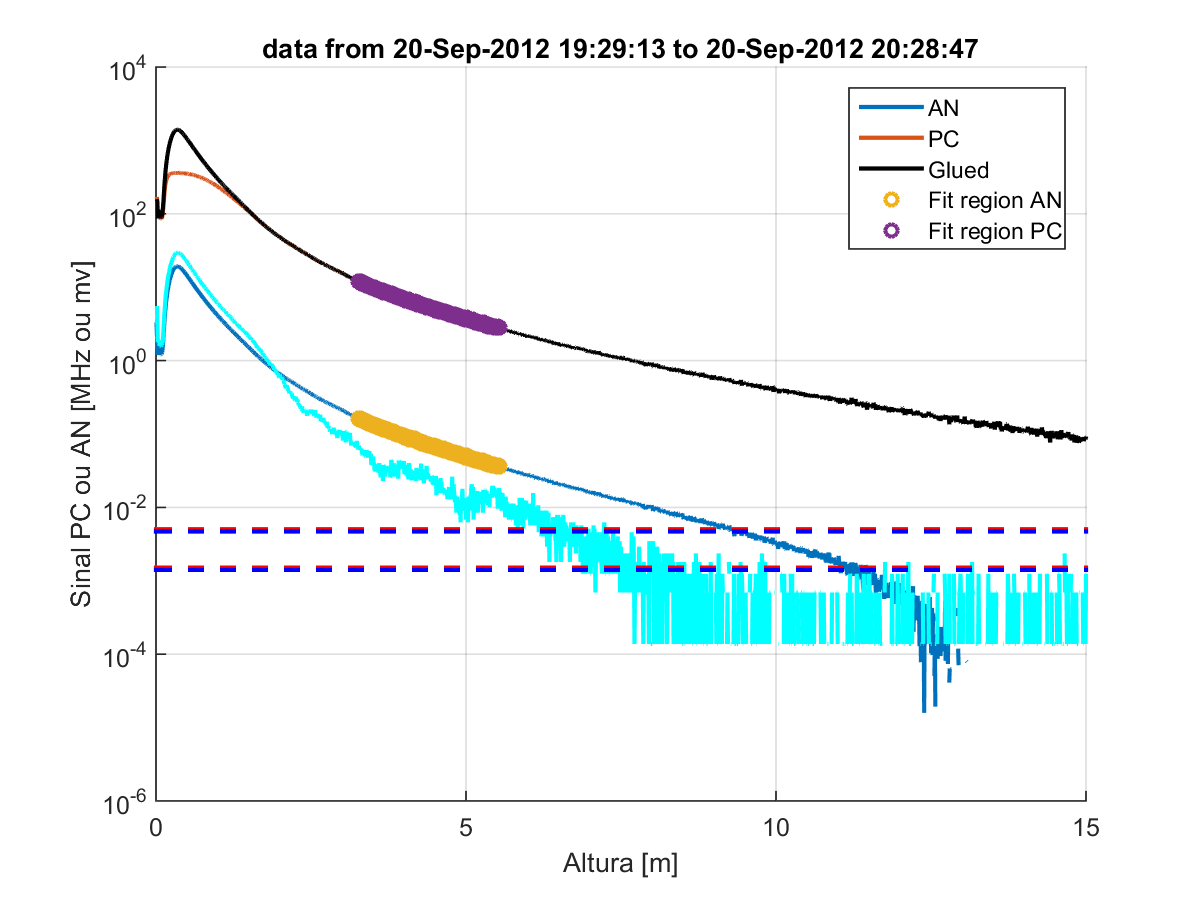 data from 20-Sep-2012 19:29:13 to 20-Sep-2012 20:28:47
10^4
10^2
10^0
10^-2
10^-4
10^-6
Sinal PC ou AN [MHz ou mv]
AN
PC
Glued
Fit region AN
Fit region PC
0 5 10 15
Altura [m]